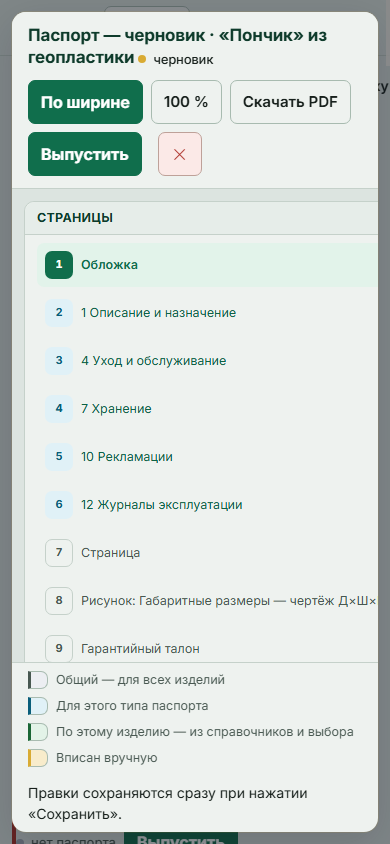 Паспорт — черновик · «Пончик» из
геопластики черновик
По ширине 100 % Скачать PDF
Выпустить
СТРАНИЦЫ
1 Обложка
2 1 Описание и назначение
3 4 Уход и обслуживание
4 7 Хранение
5 10 Рекламации
6 12 Журналы эксплуатации
7 Страница
8 Рисунок: Габаритные размеры — чертёж Д×Ш×
9 Гарантийный талон
Общий — для всех изделий
Для этого типа паспорта
По этому изделию — из справочников и выбора
Вписан вручную
Правки сохраняются сразу при нажатии
«Сохранить».
нет паспорта Выпустить